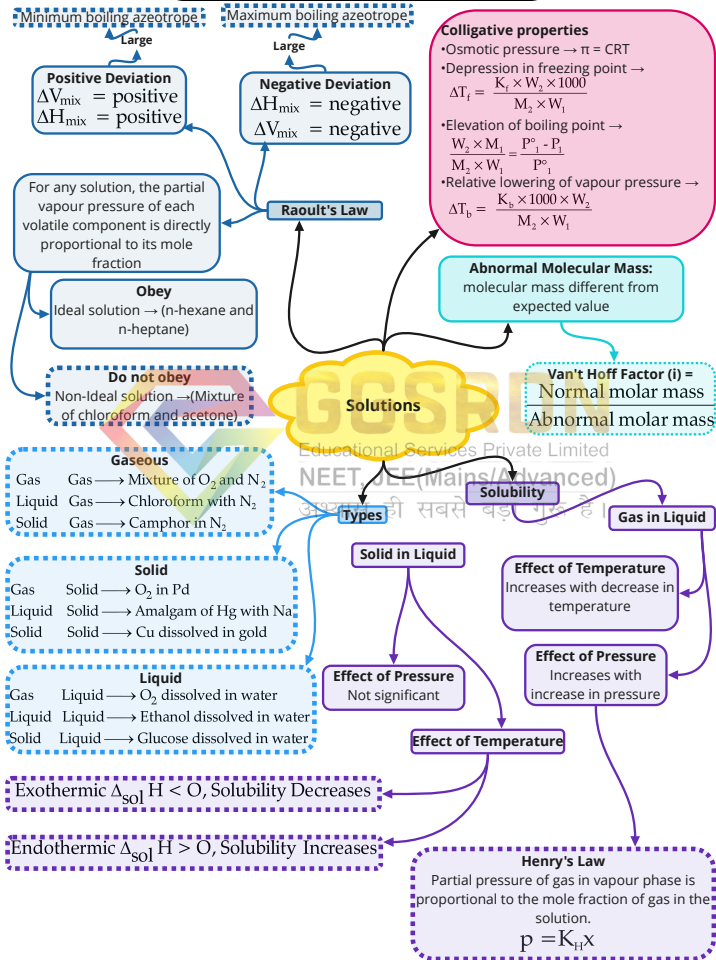 Minimum boiling azeotrope
Maximum boiling azeotrope
Large
Large
Positive Deviation
ΔVmix = positive
ΔHmix = positive
Negative Deviation
ΔHmix = negative
ΔVmix = negative
Colligative properties
•Osmotic pressure → π = CRT
•Depression in freezing point →
ΔTf = Kf × W2 × 1000 / M2 × W1
•Elevation of boiling point →
W2 × M1 / M2 × W1 = P°1 - P1 / P°1
•Relative lowering of vapour pressure →
ΔTb = Kb × 1000 × W2 / M2 × W1
For any solution, the partial
vapour pressure of each
volatile component is directly
proportional to its mole
fraction
Raoult's Law
Obey
Ideal solution → (n-hexane and
n-heptane)
Do not obey
Non-Ideal solution →(Mixture
of chloroform and acetone)
Abnormal Molecular Mass:
molecular mass different from
expected value
Van't Hoff Factor (i) =
Normal molar mass
Abnormal molar mass
Solutions
GCSRDN
Educational Services Private Limited
NEET, JEE(Mains/Advanced)
अभ्यास ही सबसे बड़ा गुरू है।
Gaseous
Gas Gas ⟶ Mixture of O2 and N2
Liquid Gas ⟶ Chloroform with N2
Solid Gas ⟶ Camphor in N2
Types
Solubility
Gas in Liquid
Solid in Liquid
Solid
Gas Solid ⟶ O2 in Pd
Liquid Solid ⟶ Amalgam of Hg with Na
Solid Solid ⟶ Cu dissolved in gold
Effect of Temperature
Increases with decrease in
temperature
Effect of Pressure
Increases with
increase in pressure
Liquid
Gas Liquid ⟶ O2 dissolved in water
Liquid Liquid ⟶ Ethanol dissolved in water
Solid Liquid ⟶ Glucose dissolved in water
Effect of Pressure
Not significant
Effect of Temperature
Exothermic Δsol H < O, Solubility Decreases
Endothermic Δsol H > O, Solubility Increases
Henry's Law
Partial pressure of gas in vapour phase is
proportional to the mole fraction of gas in the
solution.
p = KHx